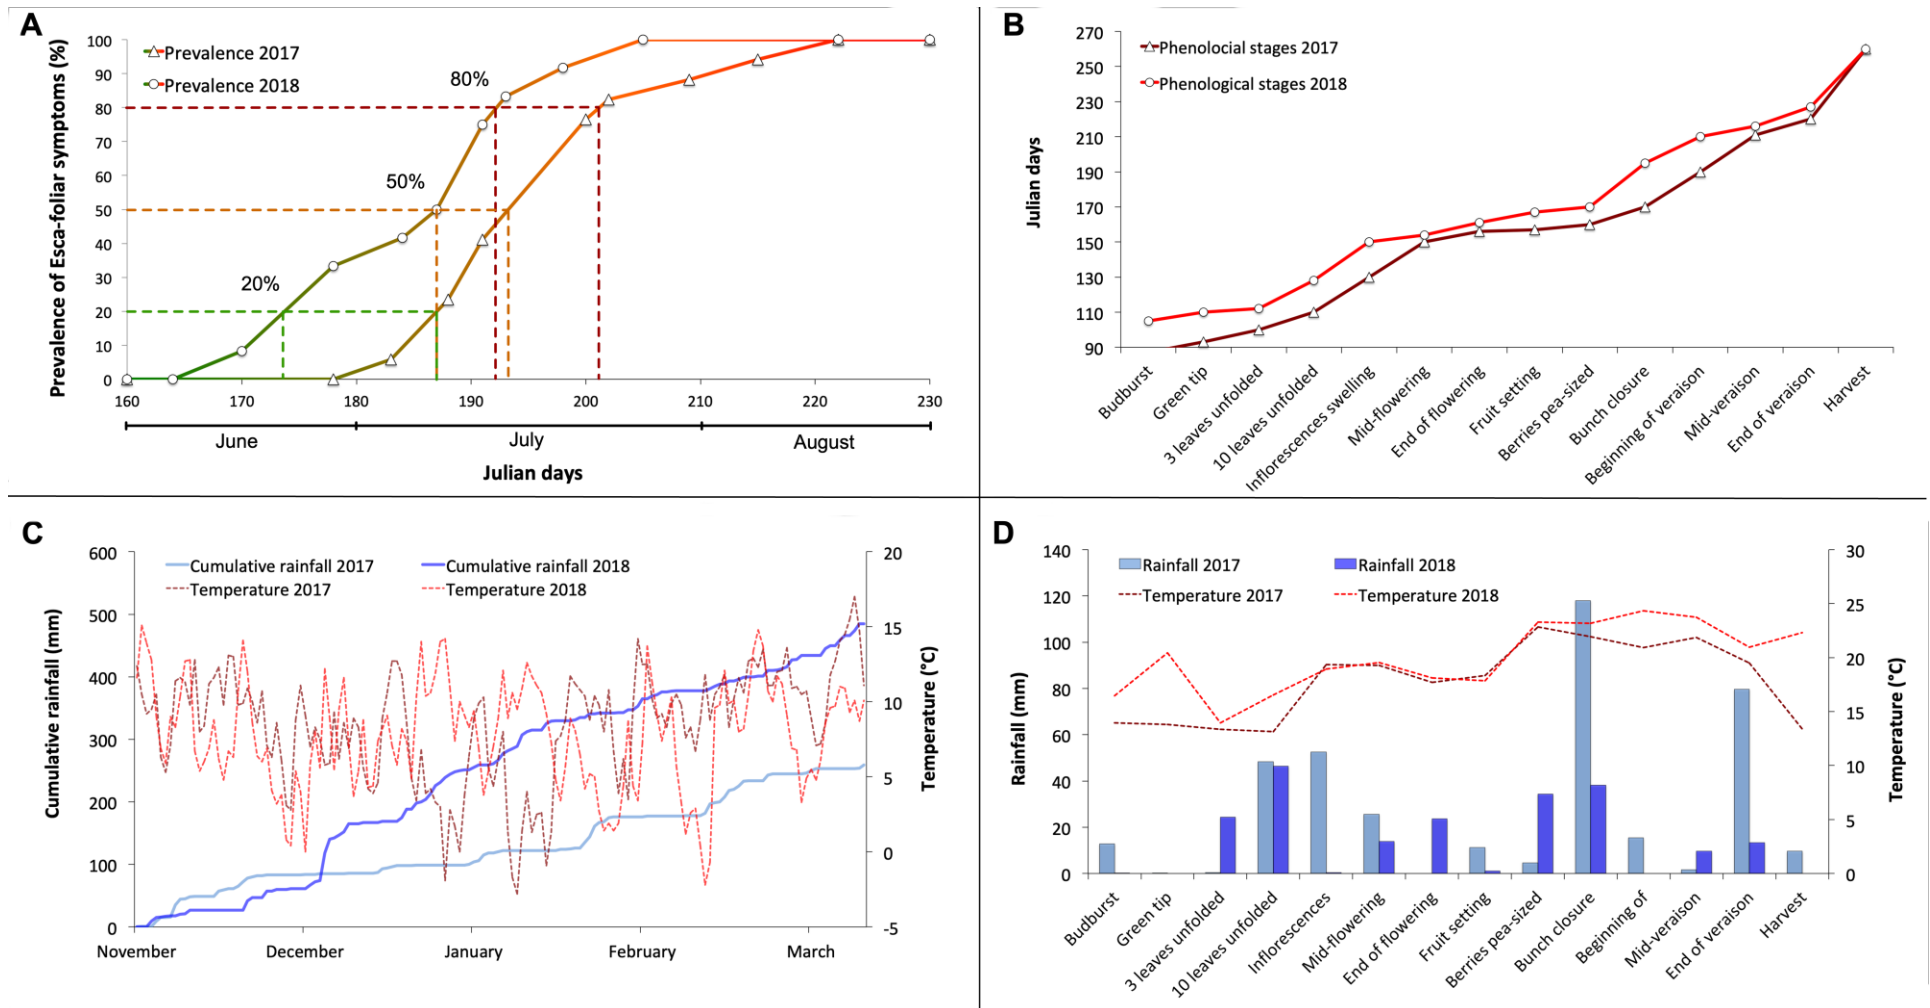 A
Prevalence of Esca-foliar symptoms (%)
Prevalence 2017
Prevalence 2018
100
90
80
70
60
50
40
30
20
10
0
80%
50%
20%
160 170 180 190 200 210 220 230
June July August
Julian days
B
Julian days
Phenolocial stages 2017
Phenological stages 2018
270
250
230
210
190
170
150
130
110
90
Budburst
Green tip
3 leaves unfolded
10 leaves unfolded
Inflorescences swelling
Mid-flowering
End of flowering
Fruit setting
Berries pea-sized
Bunch closure
Beginning of veraison
Mid-veraison
End of veraison
Harvest
C
Cumulative rainfall (mm)
Cumulative rainfall 2017 Cumulative rainfall 2018
Temperature 2017 Temperature 2018
600
500
400
300
200
100
0
20
15
10
5
0
-5
Temperature (°C)
November December January February March
D
Rainfall (mm)
Rainfall 2017 Rainfall 2018
Temperature 2017 Temperature 2018
140
120
100
80
60
40
20
0
30
25
20
15
10
5
0
Temperature (°C)
Budburst
Green tip
3 leaves unfolded
10 leaves unfolded
Inflorescences
Mid-flowering
End of flowering
Fruit setting
Berries pea-sized
Bunch closure
Beginning of
Mid-veraison
End of veraison
Harvest